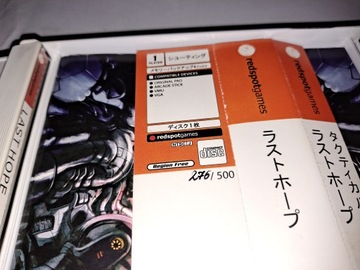 LAST HOPE
1
シューティング
COMPATIBLE DEVICES
ORIGINAL PAD
ARCADE STICK
VMU
VGA
ディスク1枚
redspotgames
disc
Region Free
276/500
redspotgames
ラストホープ
redspotgames
タクティカル
ラストホープ